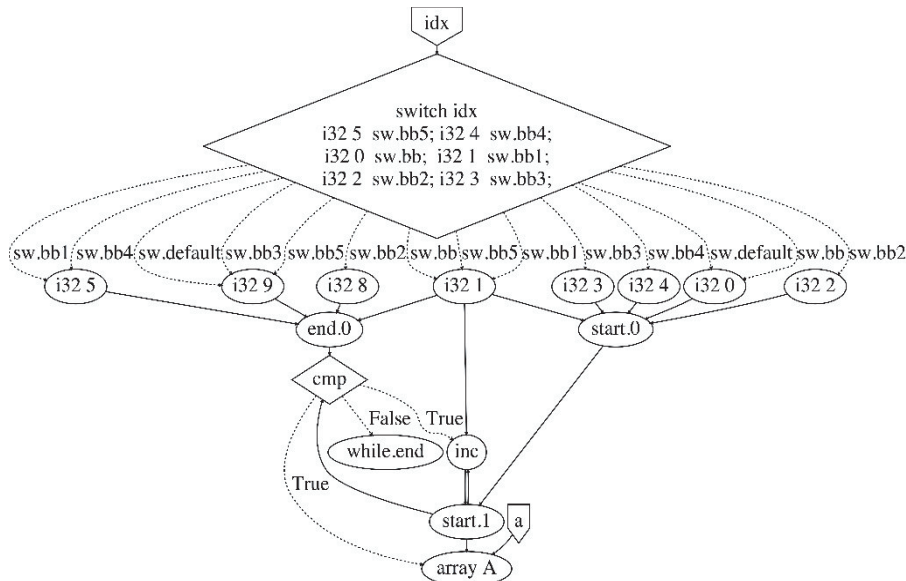 idx
switch idx
i32 5 sw.bb5; i32 4 sw.bb4;
i32 0 sw.bb; i32 1 sw.bb1;
i32 2 sw.bb2; i32 3 sw.bb3;
sw.bb1 sw.bb4 sw.default sw.bb3 sw.bb5 sw.bb2 sw.bb sw.bb5 sw.bb1 sw.bb3 sw.bb4 sw.default sw.bb sw.bb2
i32 5 i32 9 i32 8 i32 1 i32 3 i32 4 i32 0 i32 2
end.0 start.0
cmp
False True
while.end inc
True
start.1 a
array A